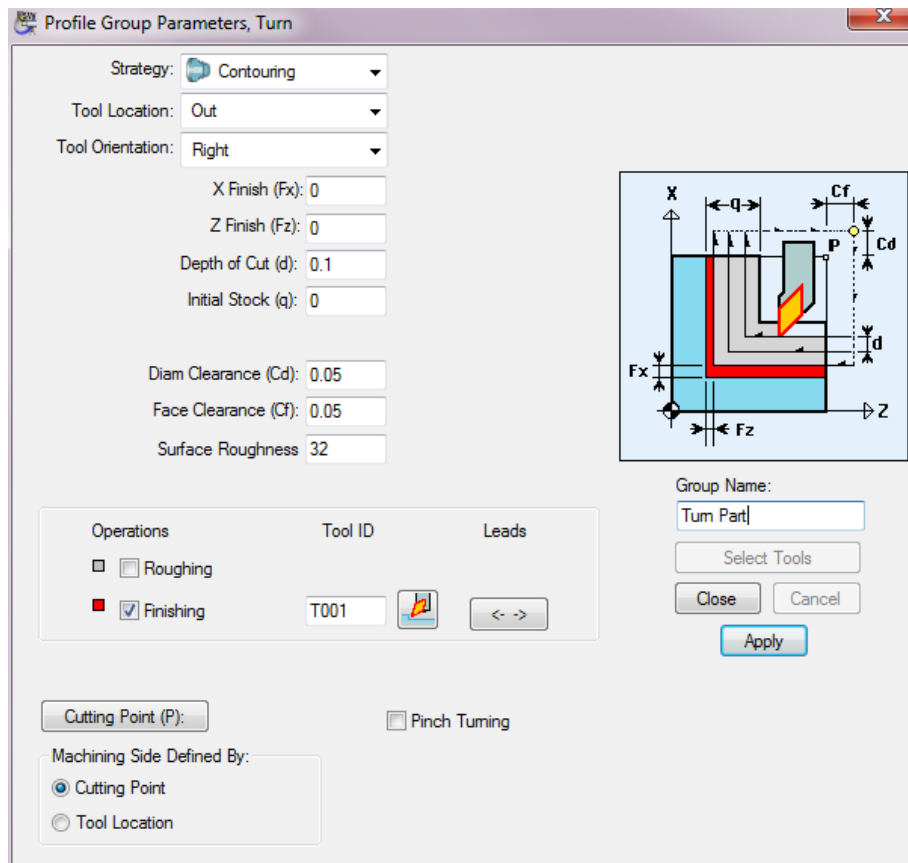 Profile Group Parameters, Turn
Strategy: Contouring
Tool Location: Out
Tool Orientation: Right
X Finish (Fx): 0
Z Finish (Fz): 0
Depth of Cut (d): 0.1
Initial Stock (q): 0
Diam Clearance (Cd): 0.05
Face Clearance (Cf): 0.05
Surface Roughness 32
X
q
Cf
P
Cd
d
Fx
Z
Fz
Group Name:
Turn Part
Select Tools
Close Cancel
Apply
Operations Tool ID Leads
Roughing
Finishing T001 <- ->
Cutting Point (P):
Pinch Turning
Machining Side Defined By:
Cutting Point
Tool Location